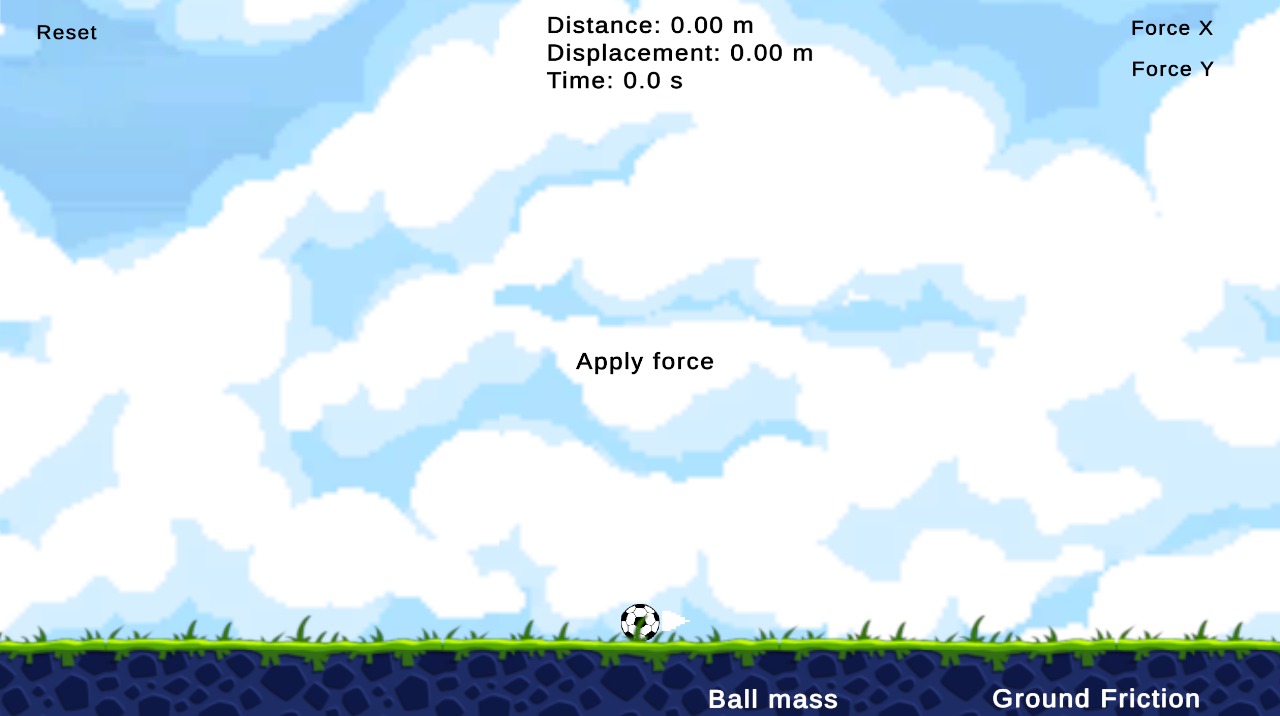 Reset
Distance: 0.00 m
Displacement: 0.00 m
Time: 0.0 s
Force X
Force Y
Apply force
Ball mass
Ground Friction